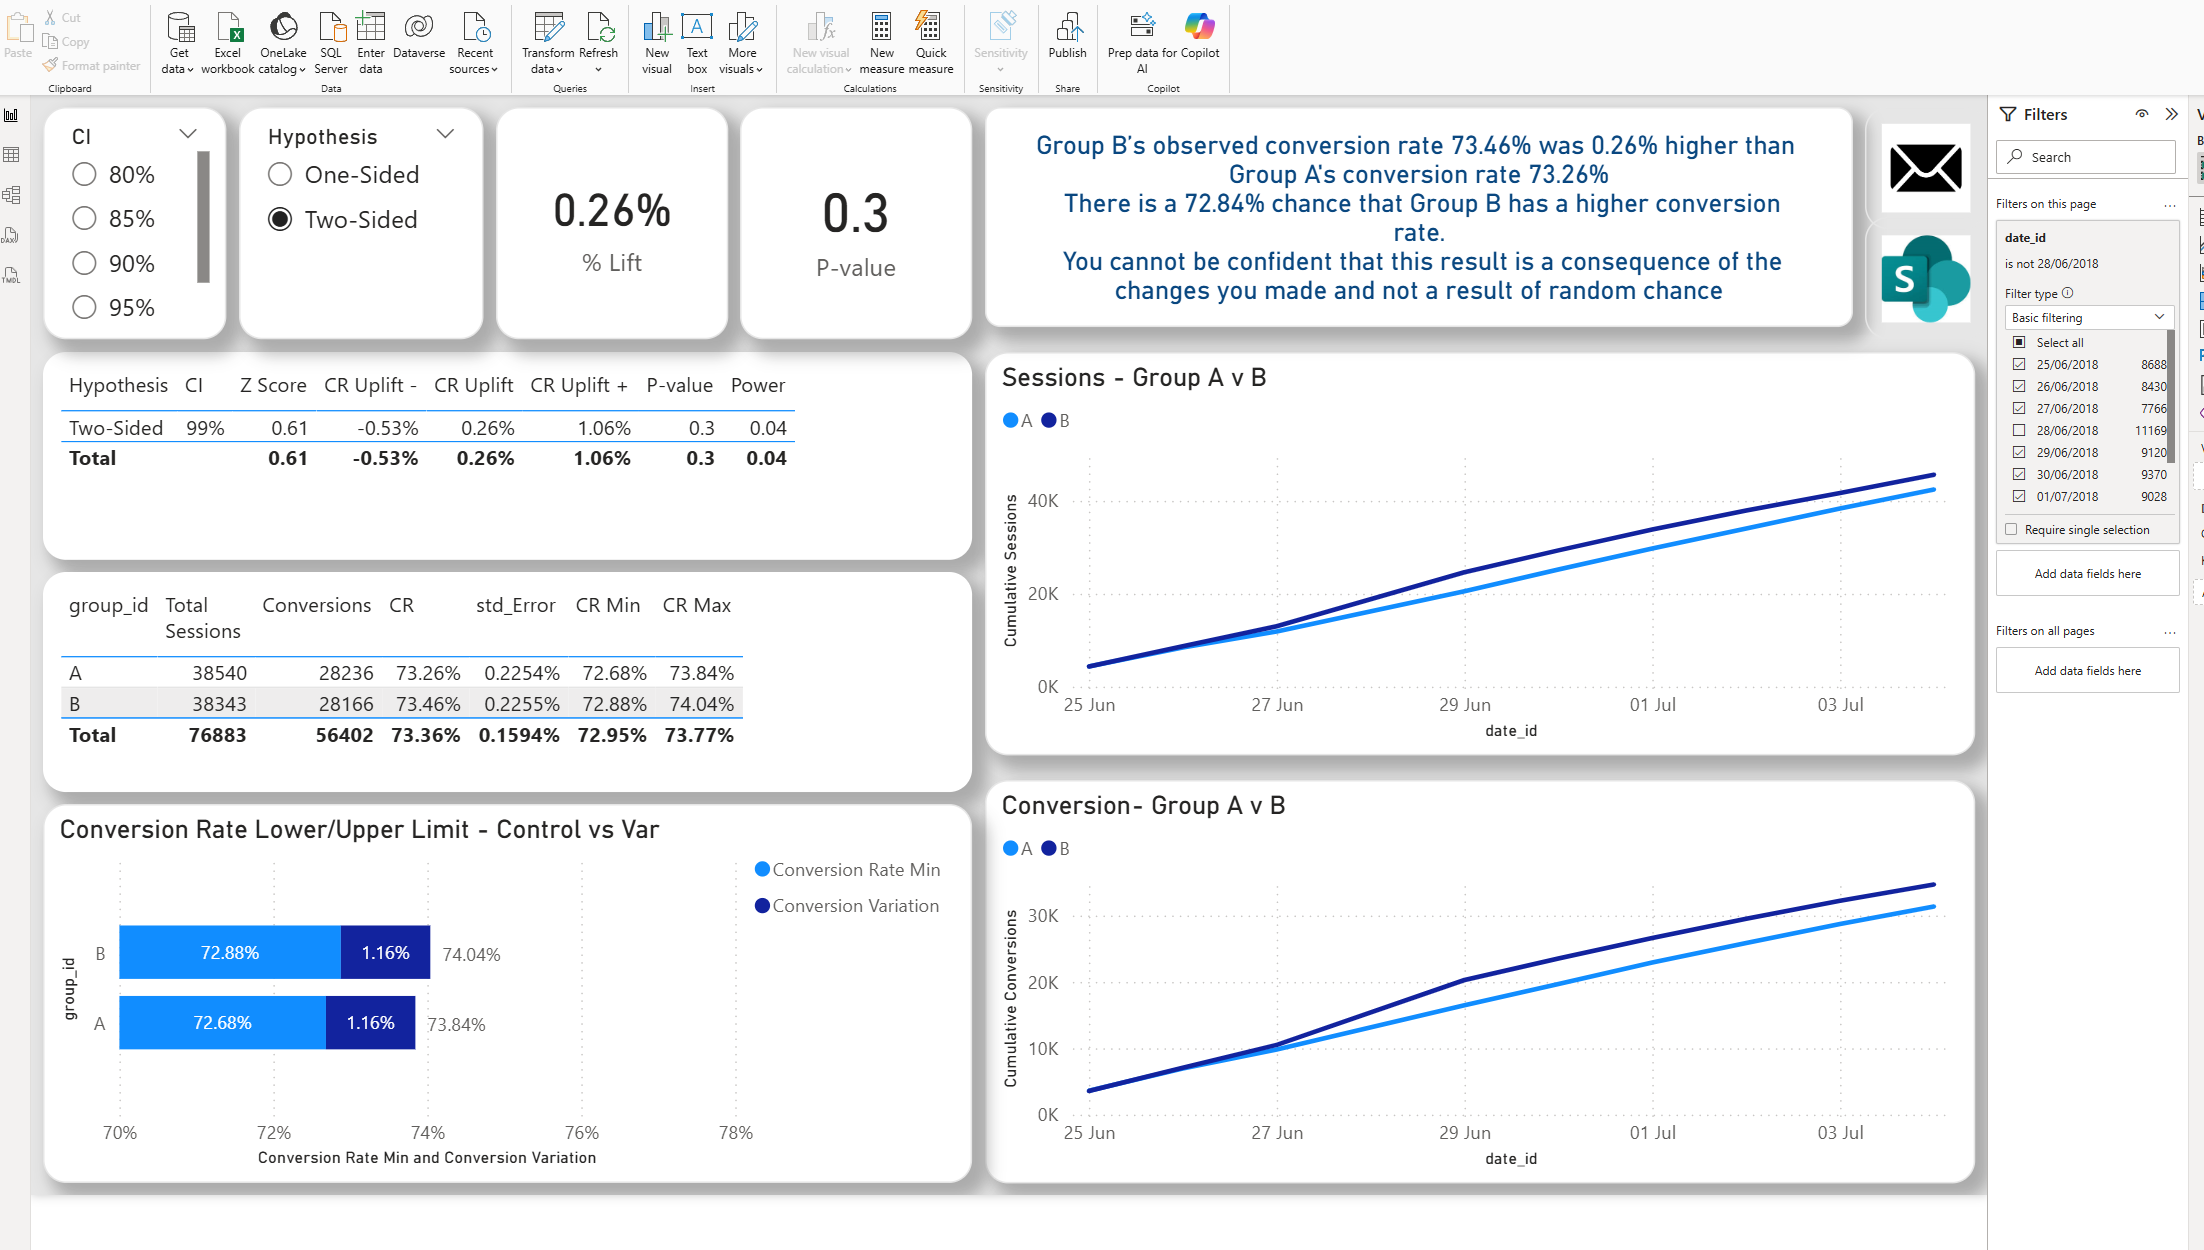 Paste
Cut
Copy
Format painter
Clipboard
Get data
Excel workbook
OneLake catalog
SQL Server
Enter data
Dataverse
Recent sources
Data
Transform data
Refresh
Queries
New visual
Text box
More visuals
Insert
New visual calculation
New measure
Quick measure
Calculations
Sensitivity
Sensitivity
Publish
Share
Prep data for AI
Copilot
Copilot
DAX
TMDL
CI
80%
85%
90%
95%
Hypothesis
One-Sided
Two-Sided
0.26%
% Lift
0.3
P-value
Group B’s observed conversion rate 73.46% was 0.26% higher than
Group A's conversion rate 73.26%
There is a 72.84% chance that Group B has a higher conversion
rate.
You cannot be confident that this result is a consequence of the
changes you made and not a result of random chance
S
Hypothesis CI Z Score CR Uplift - CR Uplift CR Uplift + P-value Power
Two-Sided 99% 0.61 -0.53% 0.26% 1.06% 0.3 0.04
Total 0.61 -0.53% 0.26% 1.06% 0.3 0.04
group_id Total Sessions Conversions CR std_Error CR Min CR Max
A 38540 28236 73.26% 0.2254% 72.68% 73.84%
B 38343 28166 73.46% 0.2255% 72.88% 74.04%
Total 76883 56402 73.36% 0.1594% 72.95% 73.77%
Conversion Rate Lower/Upper Limit - Control vs Var
Conversion Rate Min
Conversion Variation
group_id
B 72.88% 1.16% 74.04%
A 72.68% 1.16% 73.84%
70% 72% 74% 76% 78%
Conversion Rate Min and Conversion Variation
Sessions - Group A v B
A B
Cumulative Sessions
40K
20K
0K
25 Jun 27 Jun 29 Jun 01 Jul 03 Jul
date_id
Conversion- Group A v B
A B
Cumulative Conversions
30K
20K
10K
0K
25 Jun 27 Jun 29 Jun 01 Jul 03 Jul
date_id
Filters
Search
Filters on this page
date_id
is not 28/06/2018
Filter type
Basic filtering
Select all
25/06/2018 8688
26/06/2018 8430
27/06/2018 7766
28/06/2018 11169
29/06/2018 9120
30/06/2018 9370
01/07/2018 9028
Require single selection
Add data fields here
Filters on all pages
Add data fields here